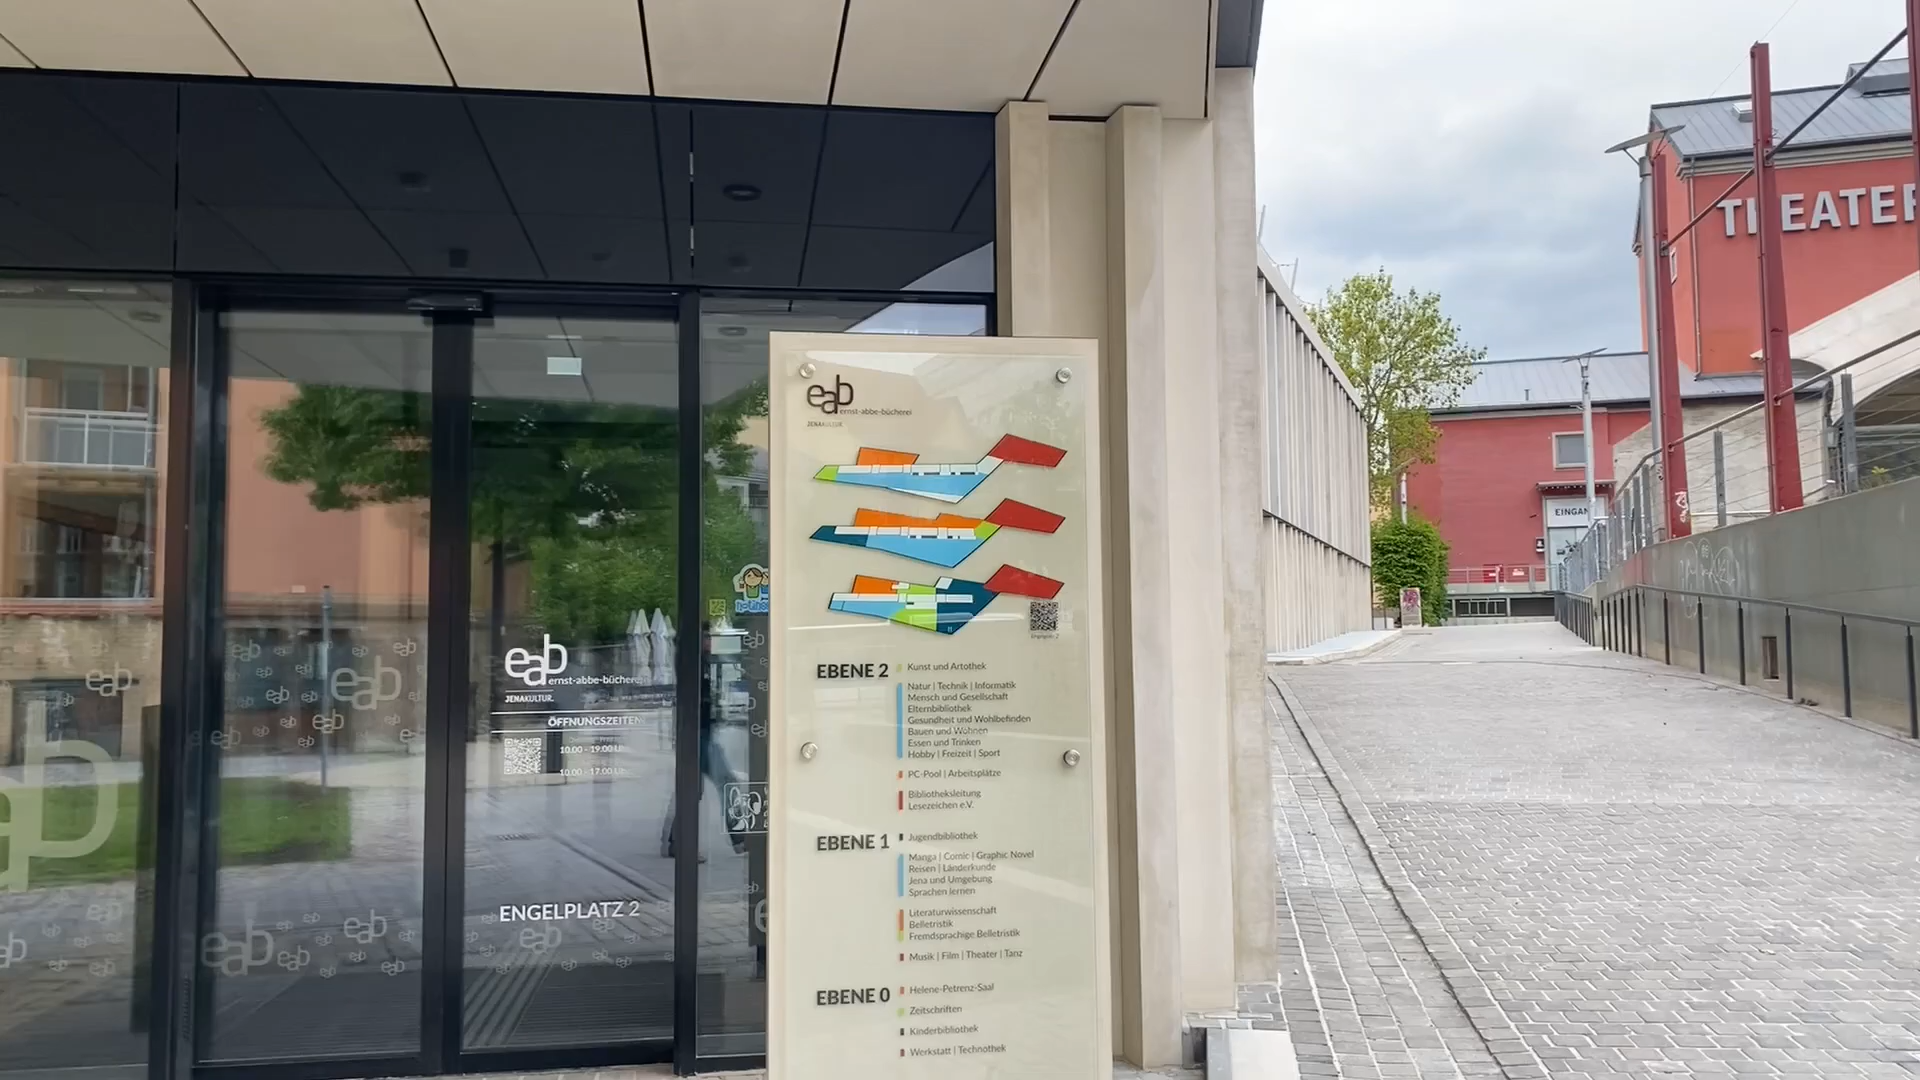 THEATER
EINGAN
eab
ernst-abbe-bücherei
JENAKULTUR.
EBENE 2
Kunst und Artothek
Natur | Technik | Informatik
Mensch und Gesellschaft
Elternbibliothek
Gesundheit und Wohlbefinden
Bauen und Wohnen
Essen und Trinken
Hobby | Freizeit | Sport
PC-Pool | Arbeitsplätze
Bibliotheksleitung
Lesezeichen e.V.
EBENE 1
Jugendbibliothek
Manga | Comic | Graphic Novel
Reisen | Länderkunde
Jena und Umgebung
Sprachen lernen
Literaturwissenschaft
Belletristik
Fremdsprachige Belletristik
Musik | Film | Theater | Tanz
EBENE 0
Helene-Petrenz-Saal
Zeitschriften
Kinderbibliothek
Werkstatt | Technothek
eab
ernst-abbe-bücherei
JENAKULTUR.
ÖFFNUNGSZEITEN
10.00 - 19.00 U
10.00 - 17.00 U
ENGELPLATZ 2